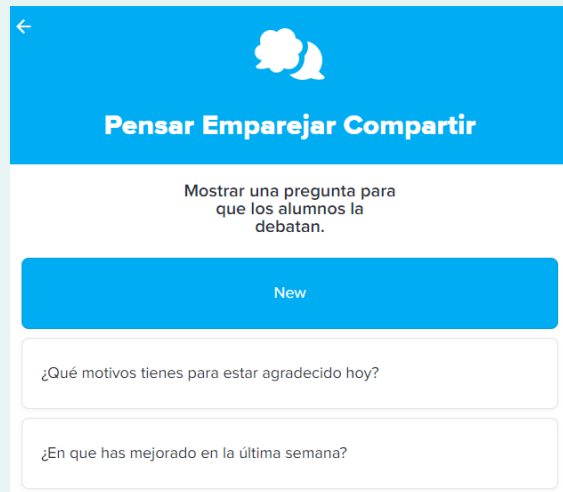 Pensar Emparejar Compartir
Mostrar una pregunta para
que los alumnos la
debatan.
New
¿Qué motivos tienes para estar agradecido hoy?
¿En que has mejorado en la última semana?